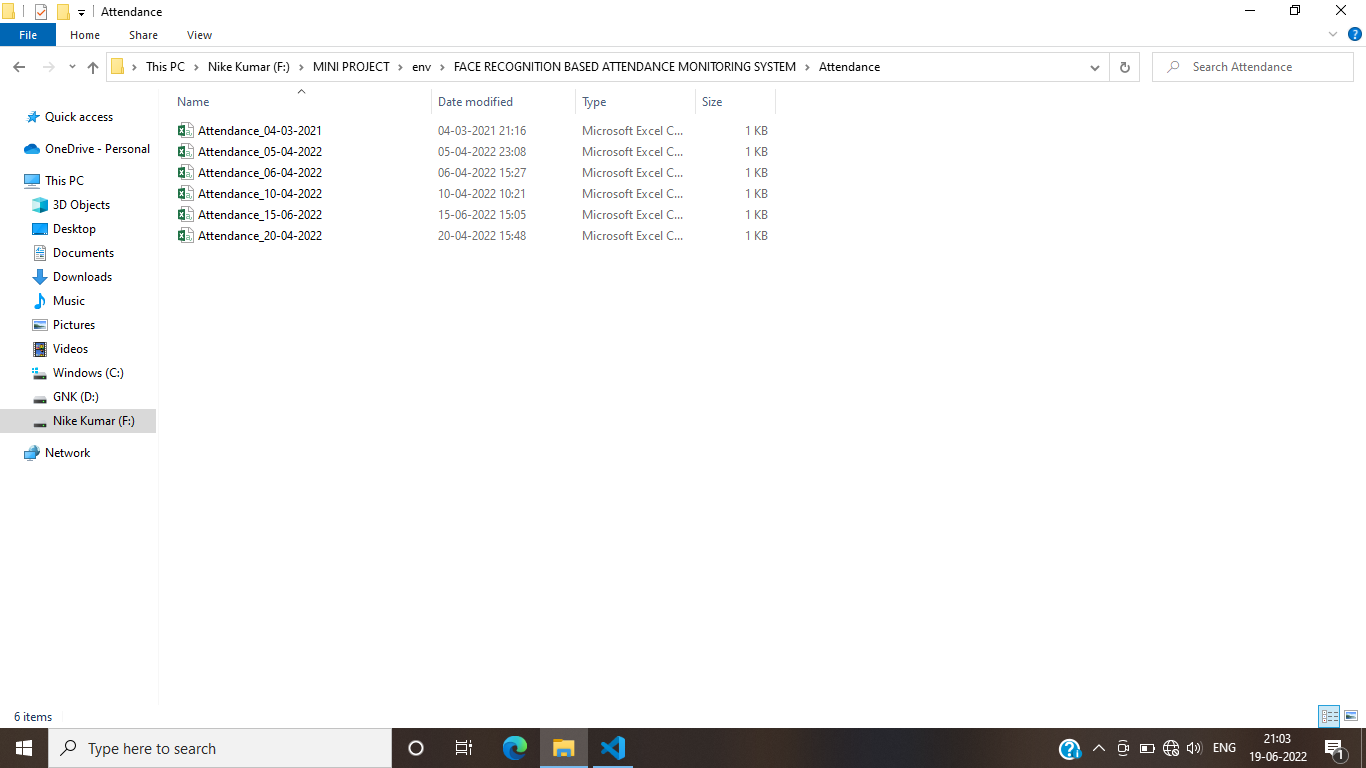 Attendance
File Home Share View
This PC Nike Kumar (F:) MINI PROJECT env FACE RECOGNITION BASED ATTENDANCE MONITORING SYSTEM Attendance
Search Attendance
Name Date modified Type Size
Attendance_04-03-2021 04-03-2021 21:16 Microsoft Excel C... 1 KB
Attendance_05-04-2022 05-04-2022 23:08 Microsoft Excel C... 1 KB
Attendance_06-04-2022 06-04-2022 15:27 Microsoft Excel C... 1 KB
Attendance_10-04-2022 10-04-2022 10:21 Microsoft Excel C... 1 KB
Attendance_15-06-2022 15-06-2022 15:05 Microsoft Excel C... 1 KB
Attendance_20-04-2022 20-04-2022 15:48 Microsoft Excel C... 1 KB
Quick access
OneDrive - Personal
This PC
3D Objects
Desktop
Documents
Downloads
Music
Pictures
Videos
Windows (C:)
GNK (D:)
Nike Kumar (F:)
Network
6 items
Type here to search
ENG
21:03
19-06-2022
1